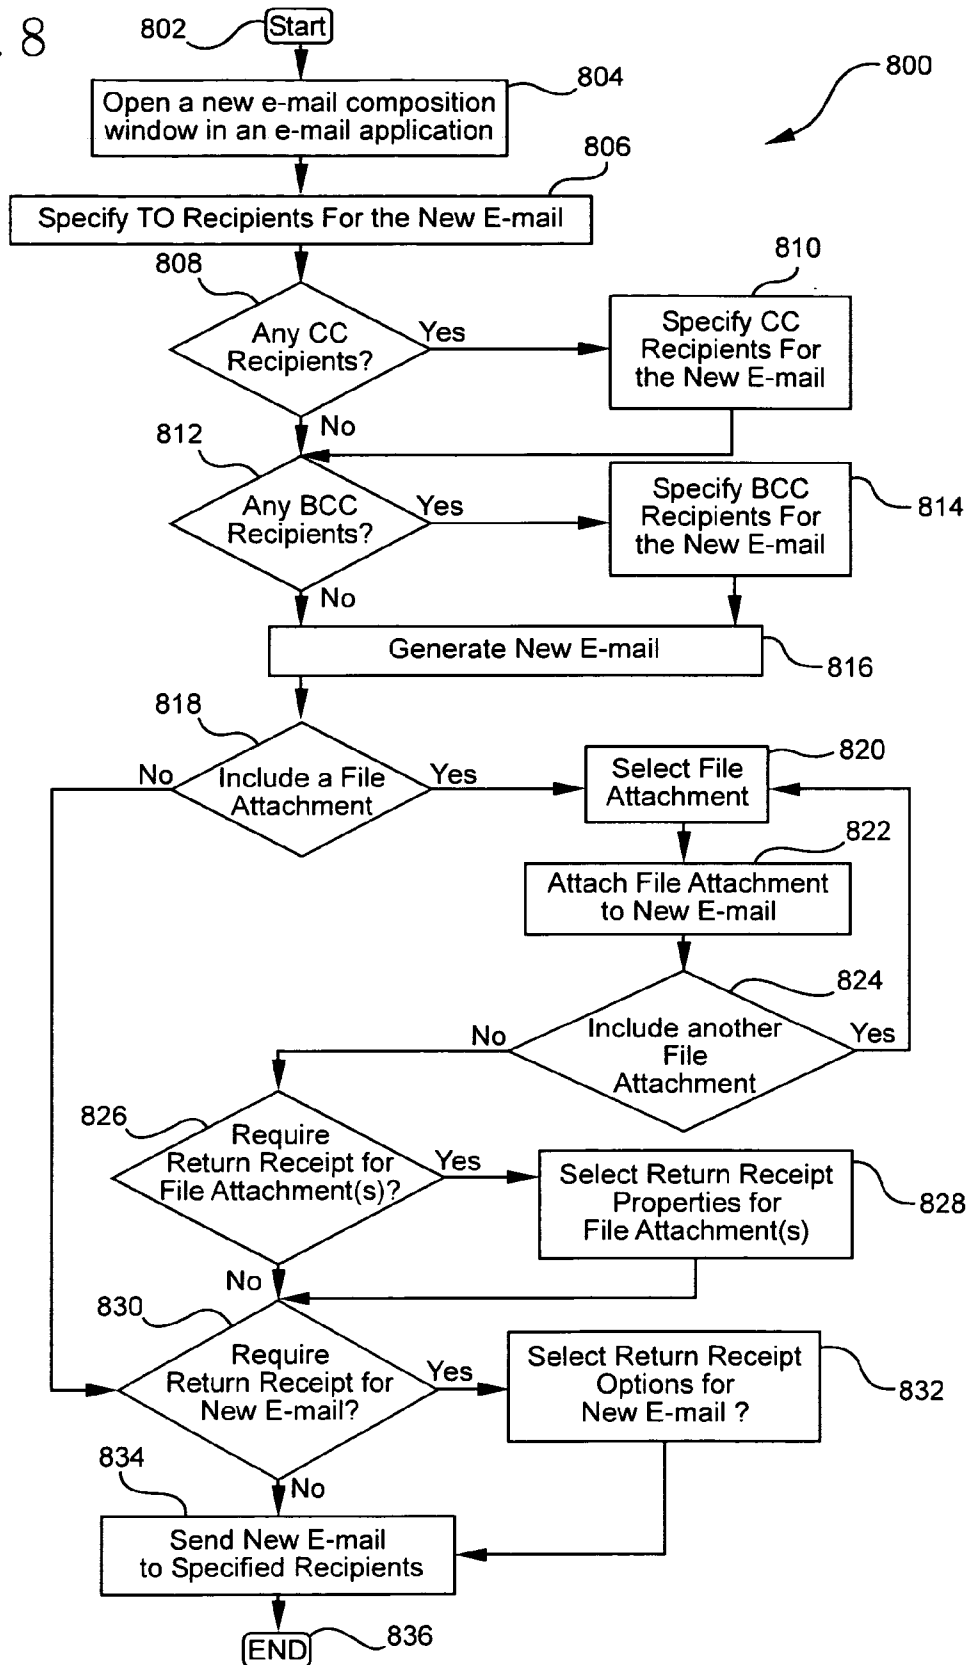 . 8
802
Start
800
804
Open a new e-mail composition
window in an e-mail application
806
Specify TO Recipients For the New E-mail
808
Any CC
Recipients?
Yes
No
810
Specify CC
Recipients For
the New E-mail
812
Any BCC
Recipients?
Yes
No
Specify BCC
Recipients For
the New E-mail
814
Generate New E-mail
816
818
Include a File
Attachment
No
Yes
820
Select File
Attachment
822
Attach File Attachment
to New E-mail
824
Include another
File
Attachment
No
Yes
826
Require
Return Receipt for
File Attachment(s)?
Yes
No
Select Return Receipt
Properties for
File Attachment(s)
828
830
Require
Return Receipt for
New E-mail?
Yes
No
Select Return Receipt
Options for
New E-mail ?
832
834
Send New E-mail
to Specified Recipients
END
836